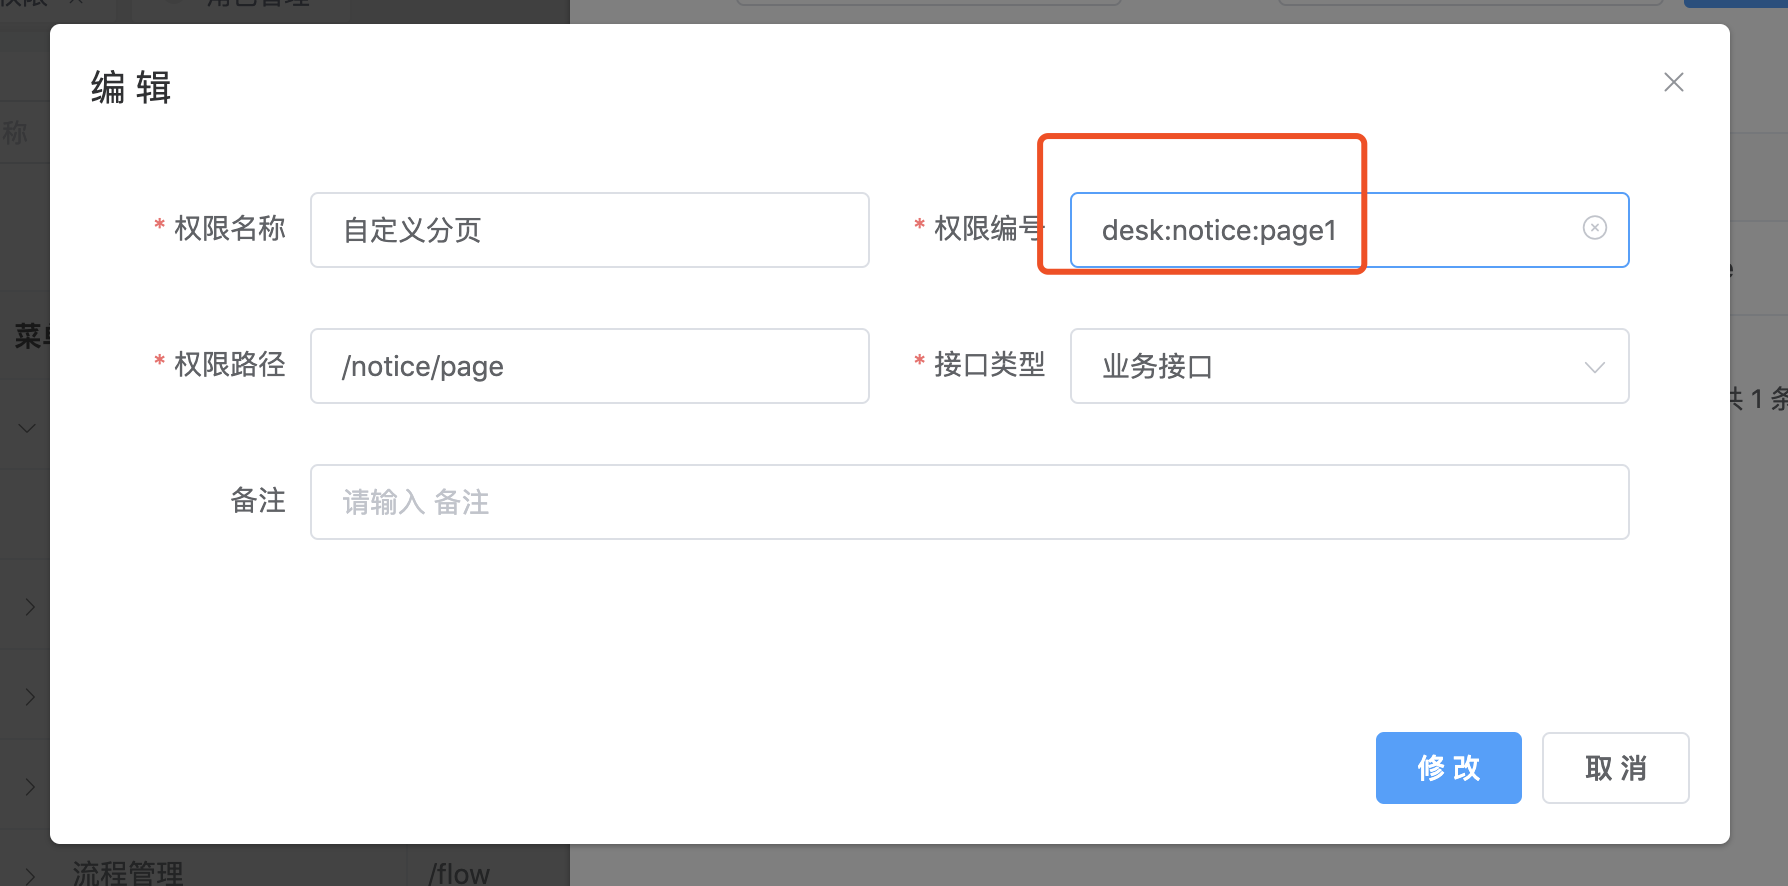 编 辑
称
* 权限名称 自定义分页 * 权限编号 desk:notice:page1
菜单
* 权限路径 /notice/page * 接口类型 业务接口
共 1 条
备注 请输入 备注
修 改 取 消
流程管理 /flow